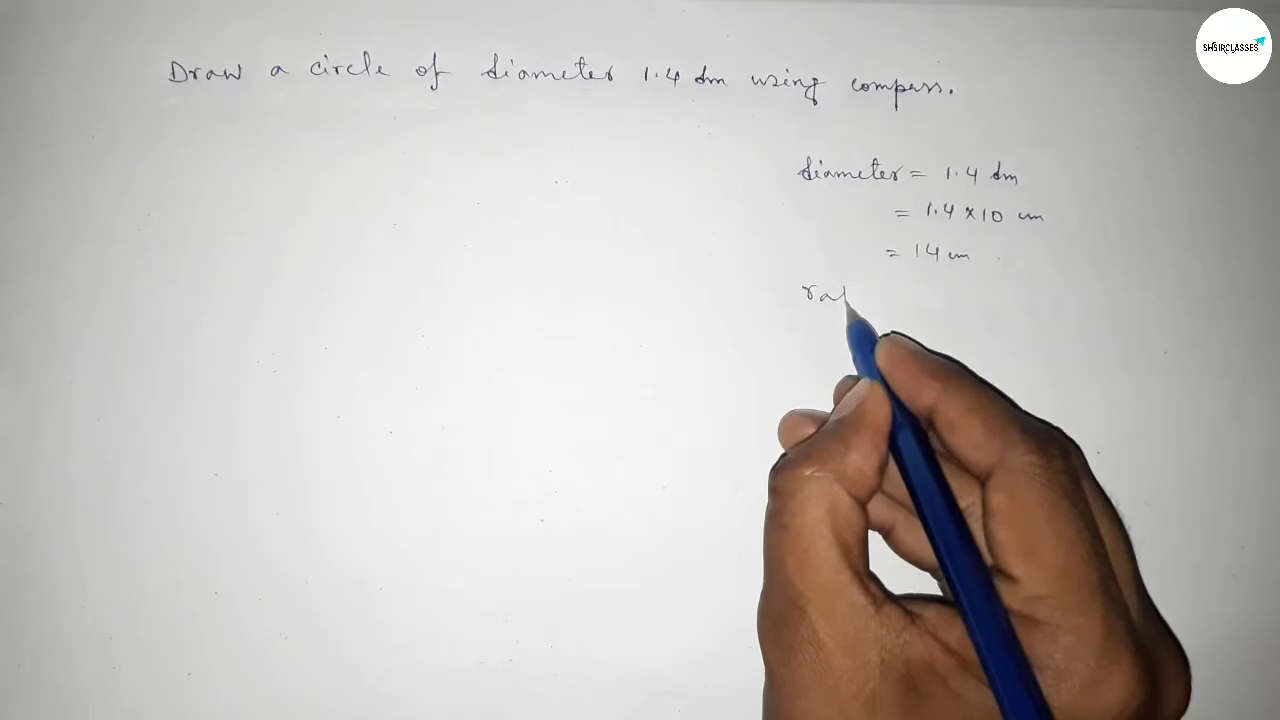 SHSIRCLASSES
Draw a circle of diameter 1.4 dm using compass.
diameter = 1.4 dm
= 1.4 × 10 cm
= 14 cm
rad